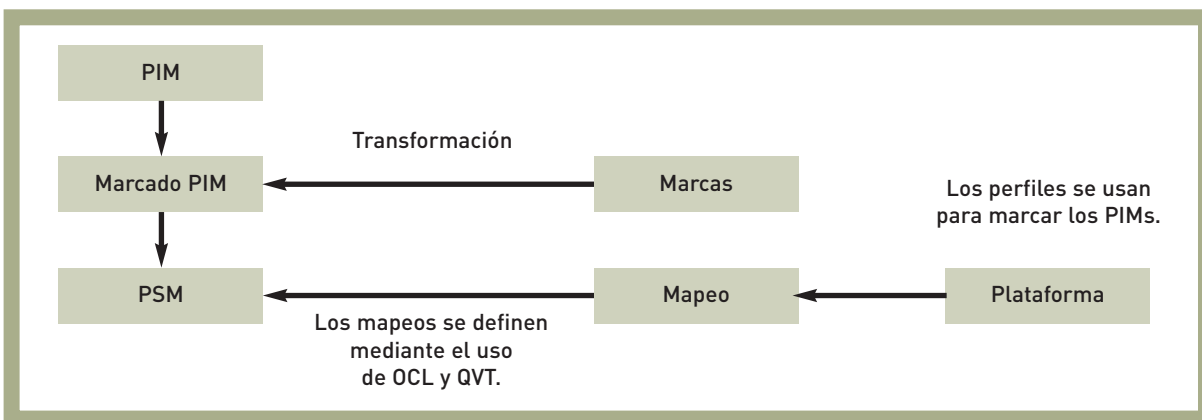 PIM
Transformación
Marcado PIM
Marcas
Los perfiles se usan
para marcar los PIMs.
PSM
Mapeo
Plataforma
Los mapeos se definen
mediante el uso
de OCL y QVT.